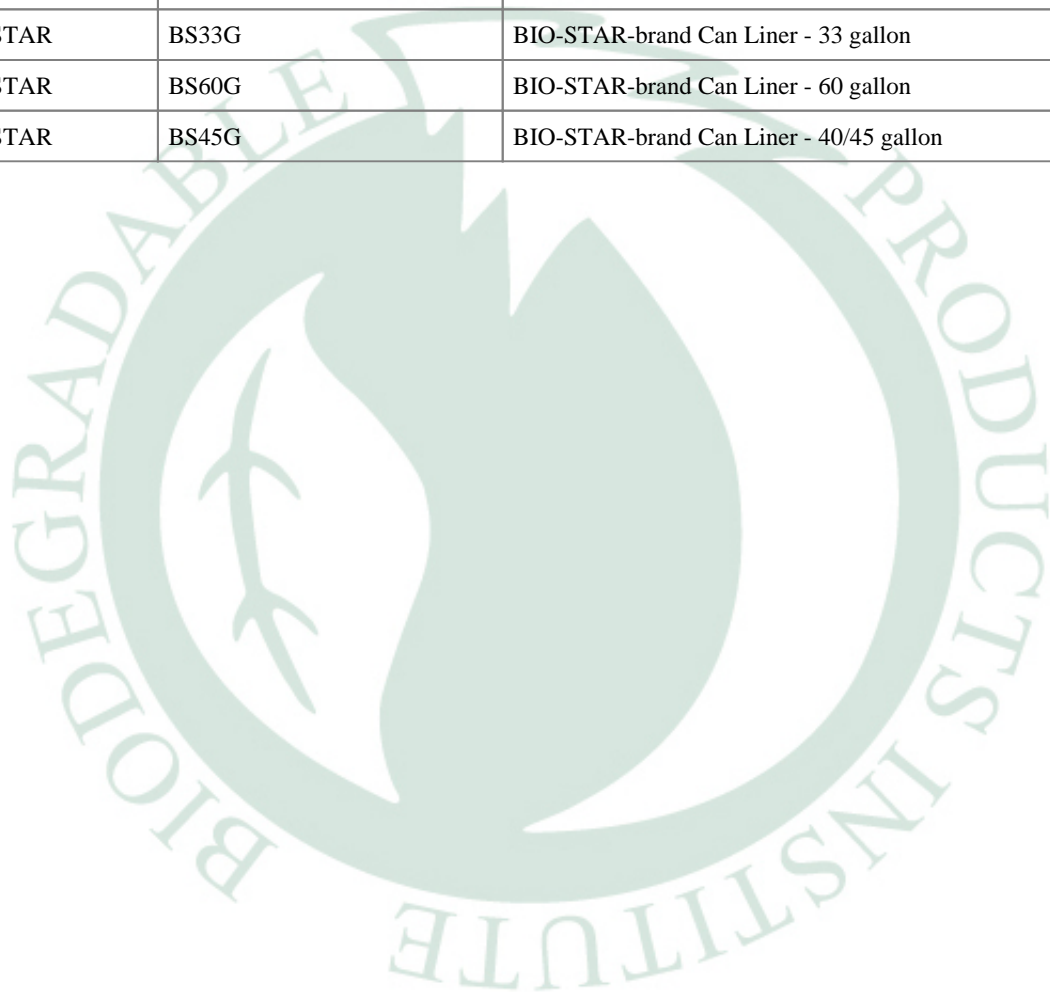 STAR BS33G BIO-STAR-brand Can Liner - 33 gallon
STAR BS60G BIO-STAR-brand Can Liner - 60 gallon
STAR BS45G BIO-STAR-brand Can Liner - 40/45 gallon
BIODEGRADABLE PRODUCTS INSTITUTE